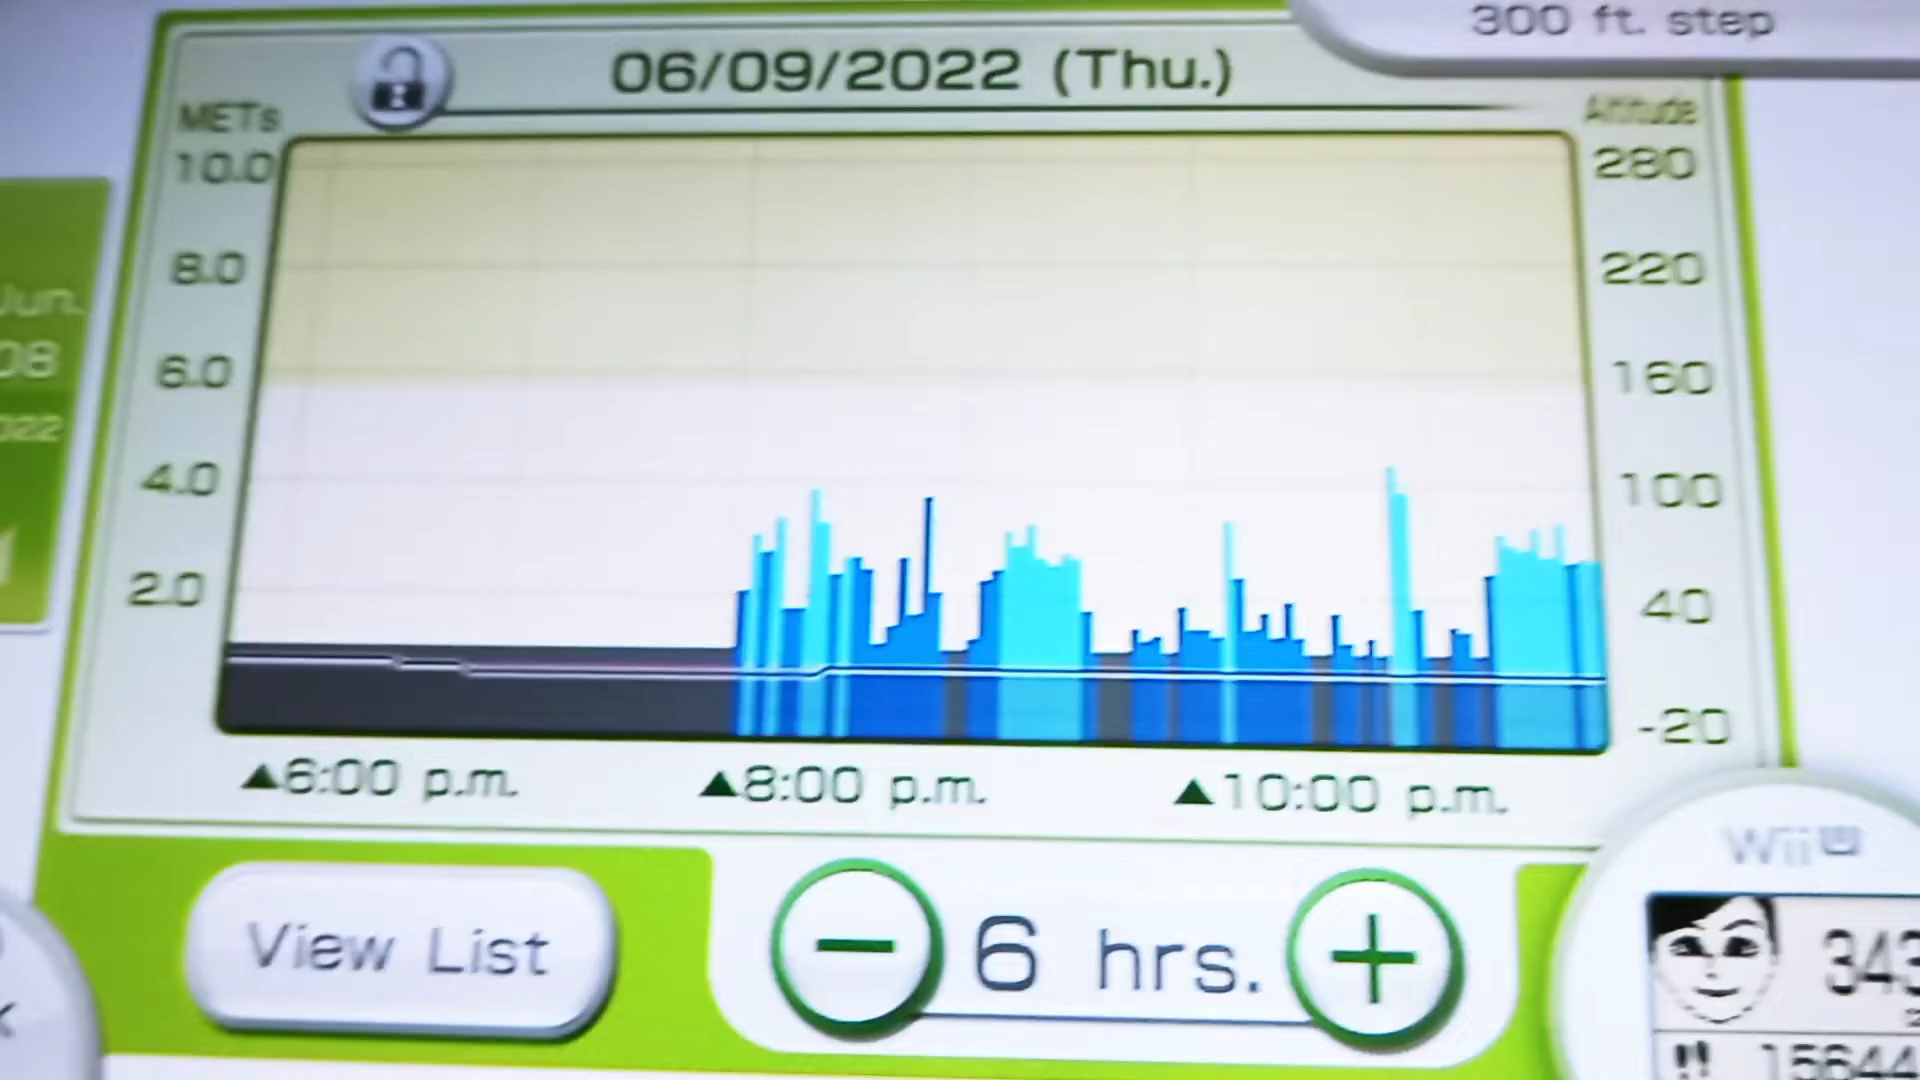 300 ft. step
06/09/2022 (Thu.)
METs
Altitude
10.0
280
8.0
220
Jun.
08
6.0
160
4.0
100
2.0
40
-20
▲6:00 p.m.
▲8:00 p.m.
▲10:00 p.m.
Wii U
View List
6 hrs.
343
15644